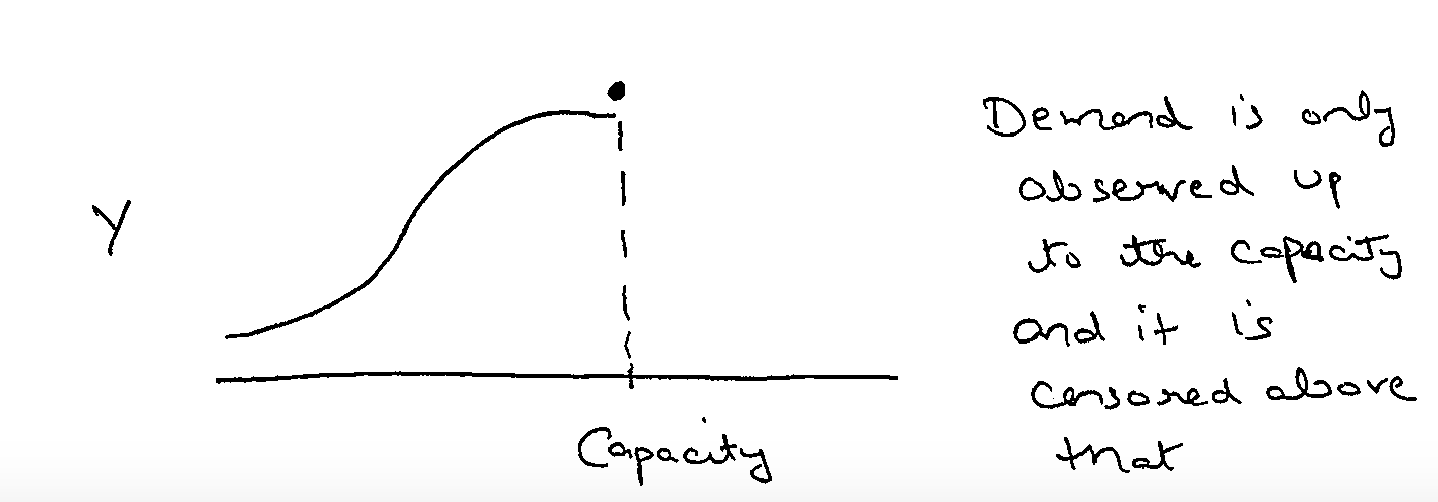 Y
Capacity
Demand is only
observed up
to the capacity
and it is
censored above
that